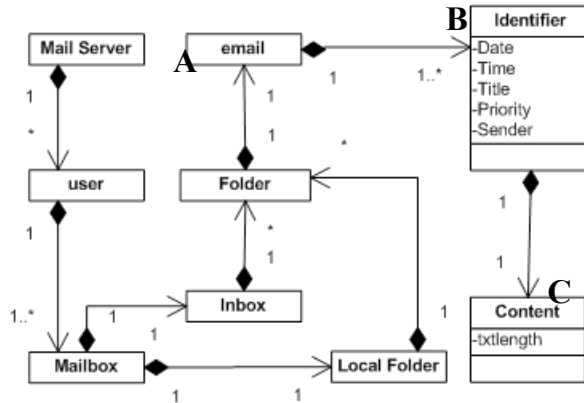 B Identifier
Mail Server
A email
-Date
-Time
-Title
-Priority
-Sender
1
1
1..*
*
1
1
*
user
Folder
1
*
1
1
1
C
1..*
1
1
Inbox
1
Content
-txtlength
Mailbox
Local Folder
1
1